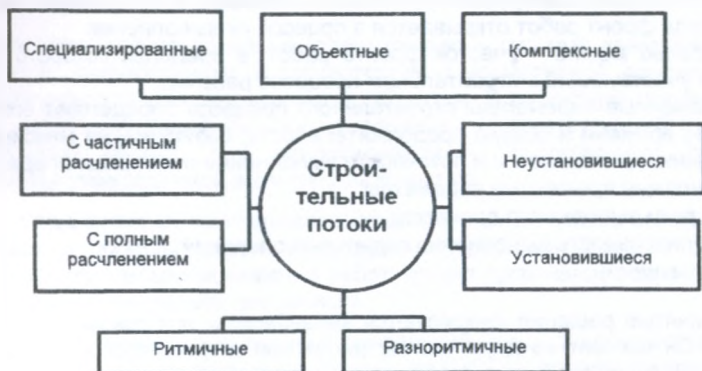 Специализированные
Объектные
Комплексные
С частичным
расчленением
Строи-
тельные
потоки
Неустановившиеся
С полным
расчленением
Установившиеся
Ритмичные
Разноритмичные